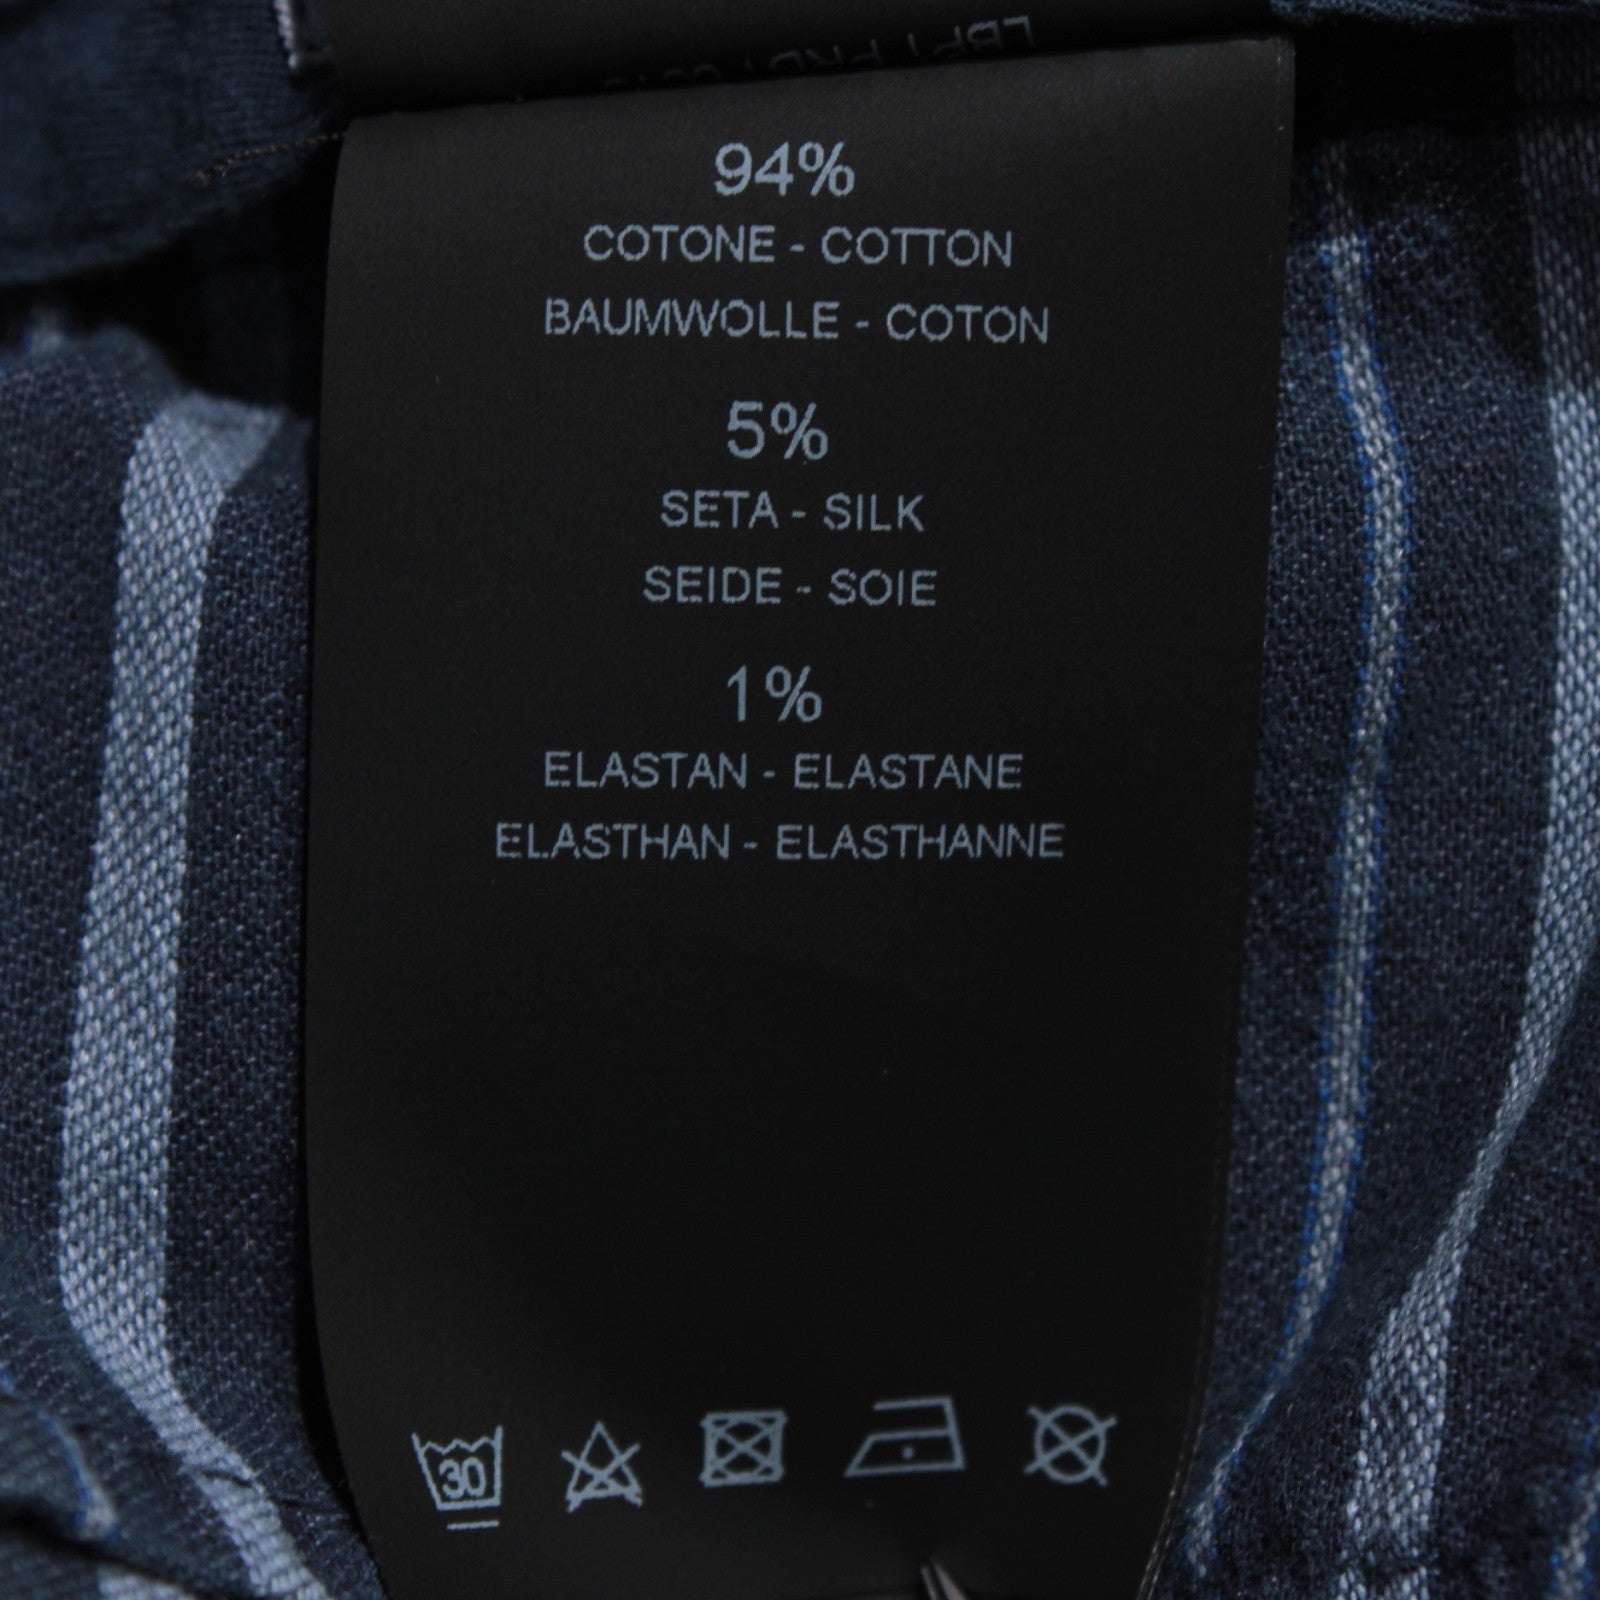 94%
COTONE - COTTON
BAUMWOLLE - COTON
5%
SETA - SILK
SEIDE - SOIE
1%
ELASTAN - ELASTANE
ELASTHAN - ELASTHANNE
30